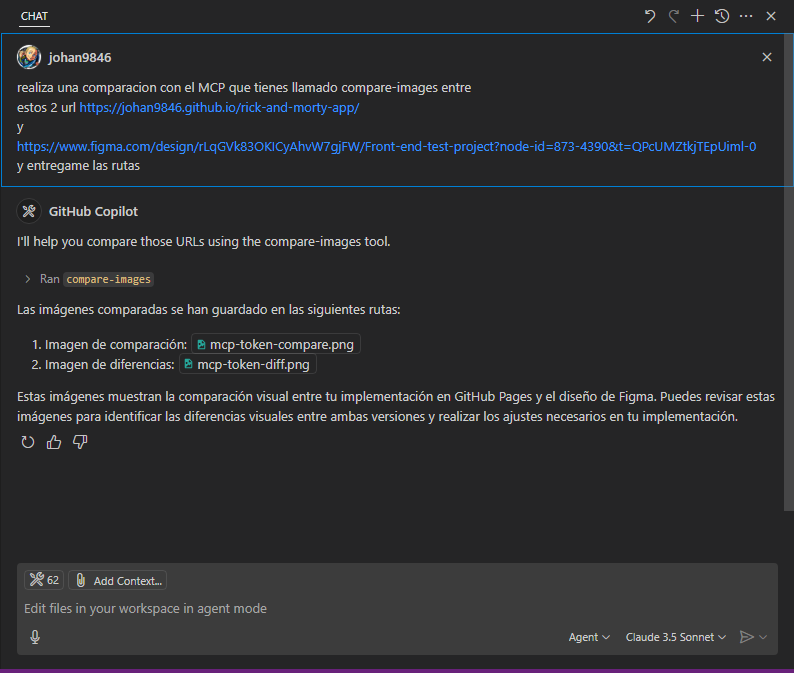 CHAT
johan9846
realiza una comparacion con el MCP que tienes llamado compare-images entre
estos 2 url https://johan9846.github.io/rick-and-morty-app/
y
https://www.figma.com/design/rLqGVk83OKICyAhvW7gjFW/Front-end-test-project?node-id=873-4390&t=QPcUMZtkjTEpUiml-0
y entregame las rutas
GitHub Copilot
I'll help you compare those URLs using the compare-images tool.
Ran compare-images
Las imágenes comparadas se han guardado en las siguientes rutas:
1. Imagen de comparación: mcp-token-compare.png
2. Imagen de diferencias: mcp-token-diff.png
Estas imágenes muestran la comparación visual entre tu implementación en GitHub Pages y el diseño de Figma. Puedes revisar estas
imágenes para identificar las diferencias visuales entre ambas versiones y realizar los ajustes necesarios en tu implementación.
62 Add Context...
Edit files in your workspace in agent mode
Agent Claude 3.5 Sonnet